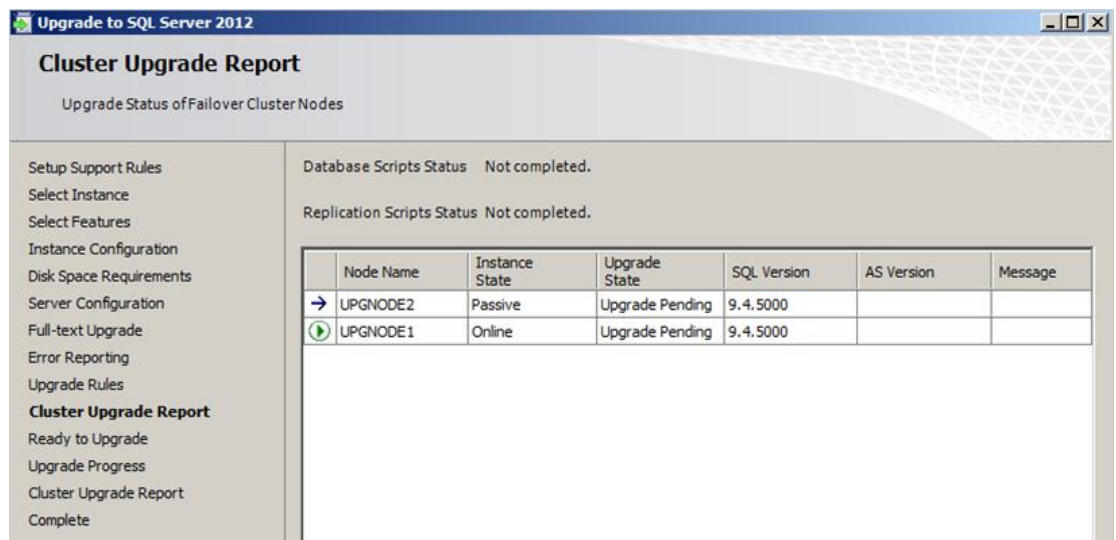 Upgrade to SQL Server 2012
Cluster Upgrade Report
Upgrade Status of Failover Cluster Nodes
Setup Support Rules
Select Instance
Select Features
Instance Configuration
Disk Space Requirements
Server Configuration
Full-text Upgrade
Error Reporting
Upgrade Rules
Cluster Upgrade Report
Ready to Upgrade
Upgrade Progress
Cluster Upgrade Report
Complete
Database Scripts Status Not completed.
Replication Scripts Status Not completed.
Node Name Instance State Upgrade State SQL Version AS Version Message
UPGNODE2 Passive Upgrade Pending 9.4.5000
UPGNODE1 Online Upgrade Pending 9.4.5000